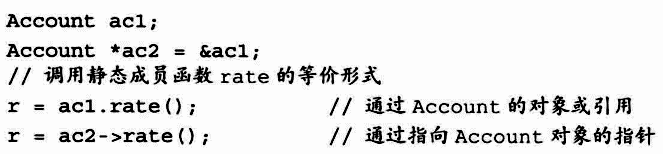 Account ac1;
Account *ac2 = &ac1;
// 调用静态成员函数 rate 的等价形式
r = ac1.rate(); // 通过 Account 的对象或引用
r = ac2->rate(); // 通过指向 Account 对象的指针